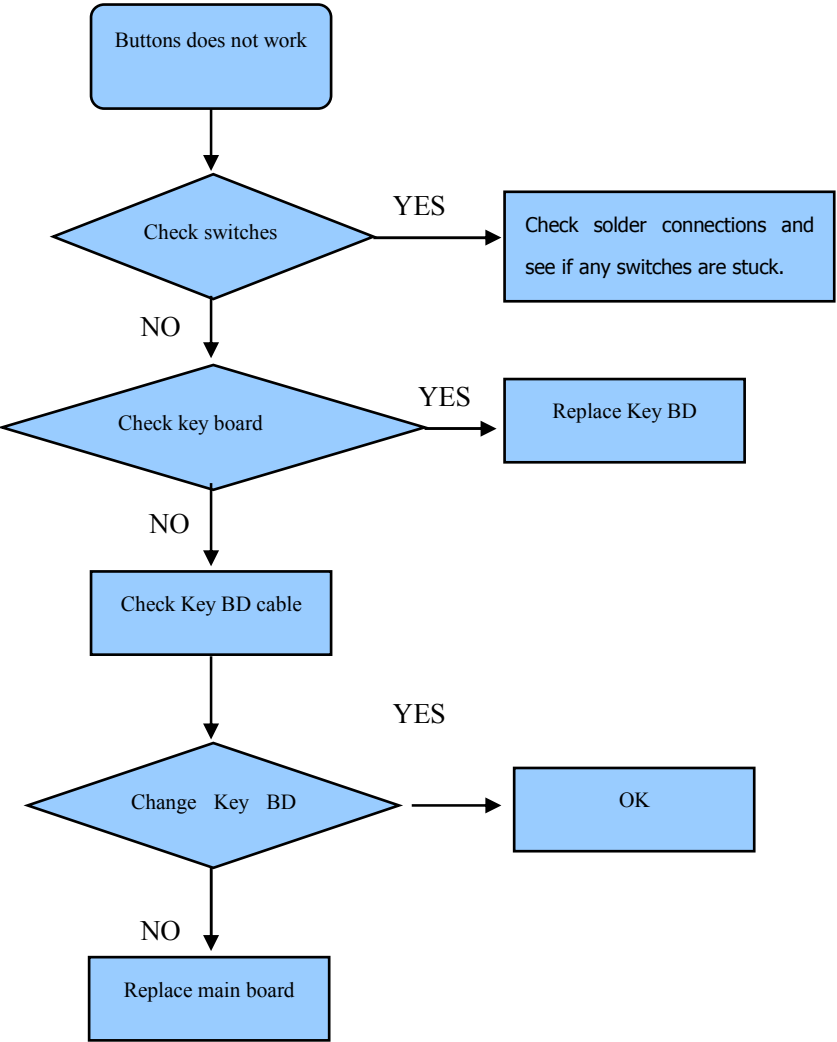 Buttons does not work
Check switches
YES
Check solder connections and
see if any switches are stuck.
NO
Check key board
YES
Replace Key BD
NO
Check Key BD cable
YES
Change Key BD
OK
NO
Replace main board